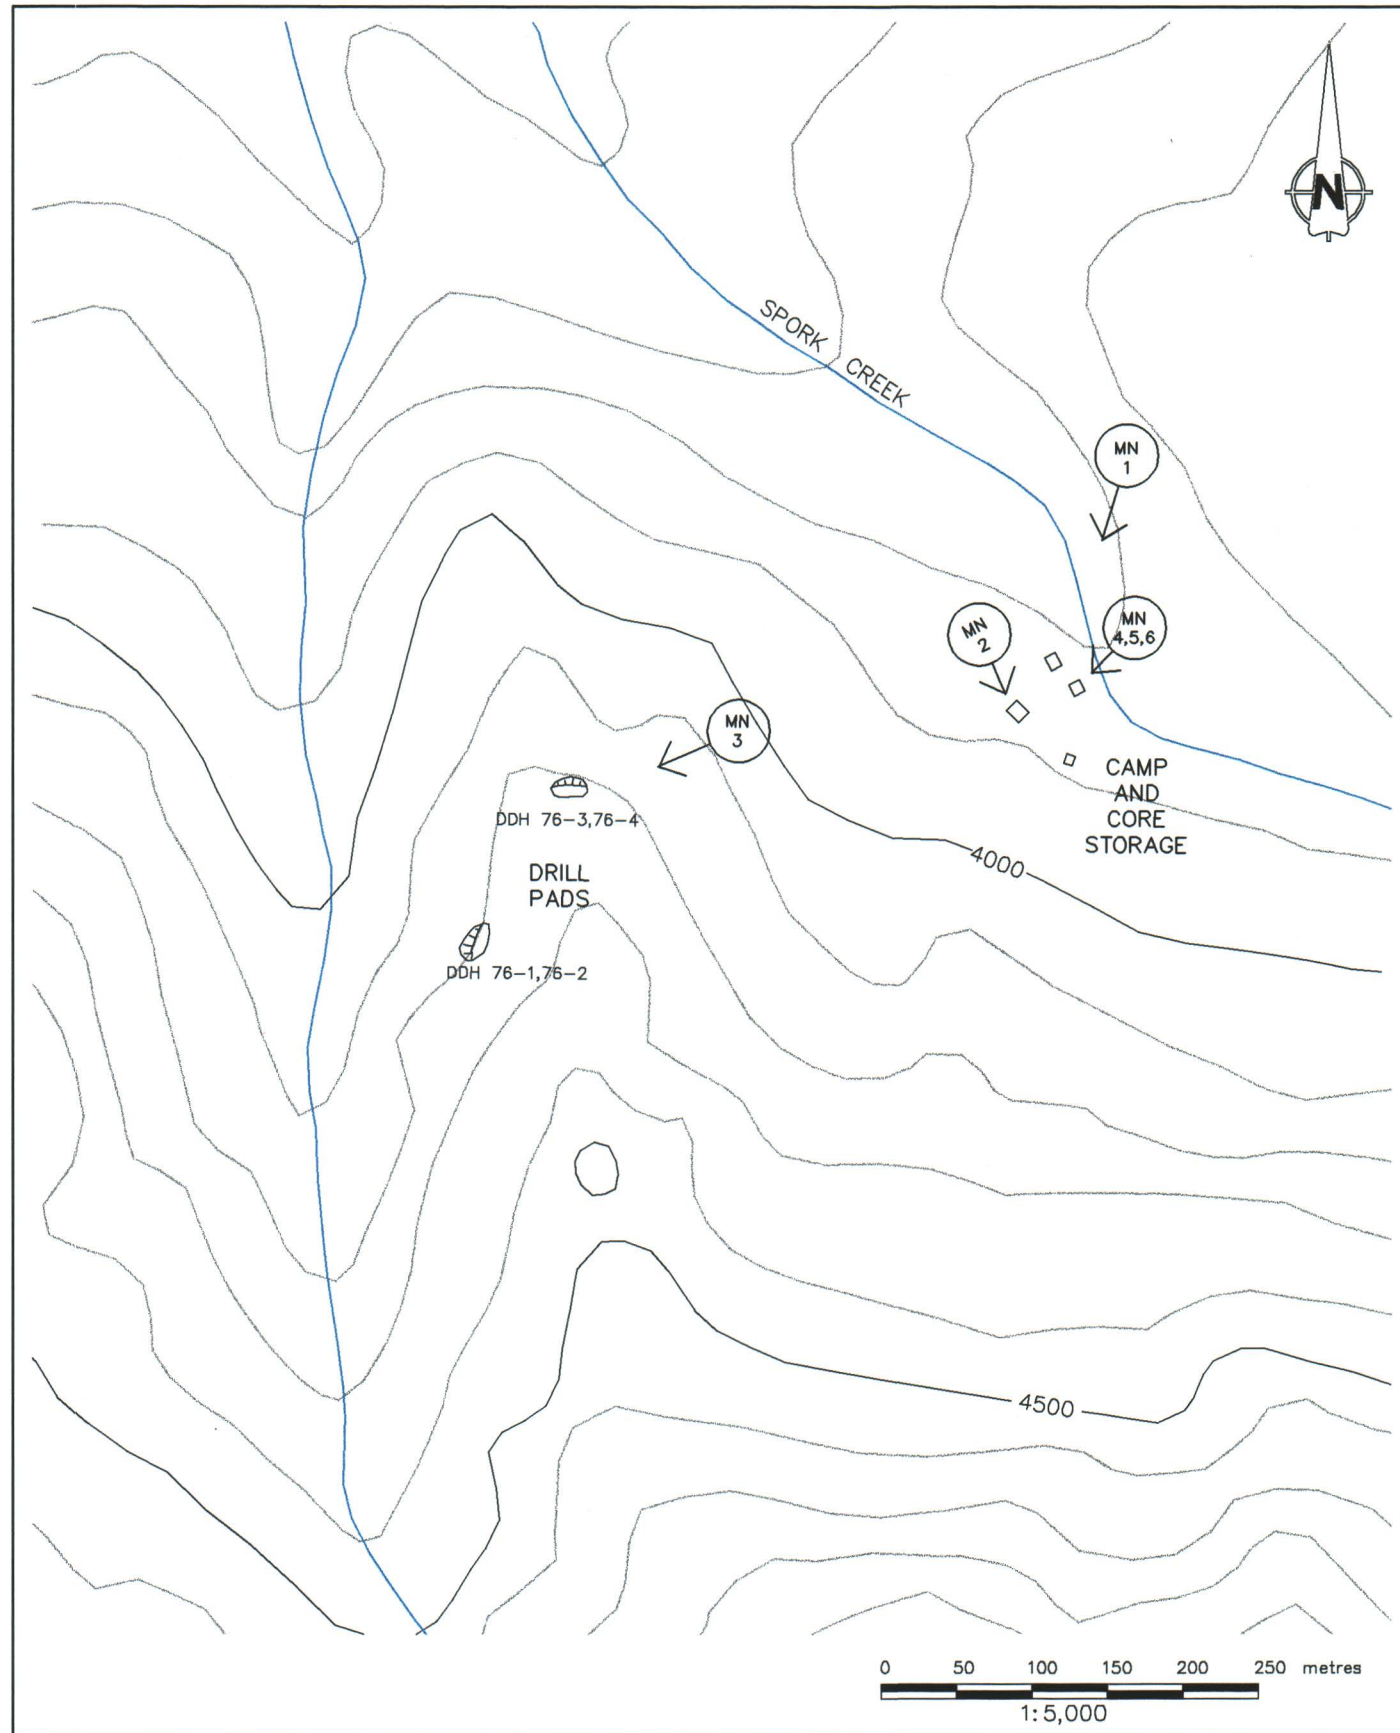 N
SPORK CREEK
MN
1
MN
4,5,6
MN
2
MN
3
CAMP
AND
CORE
STORAGE
DDH 76-3,76-4
DRILL
PADS
4000
DDH 76-1,76-2
4500
0 50 100 150 200 250 metres
1:5,000